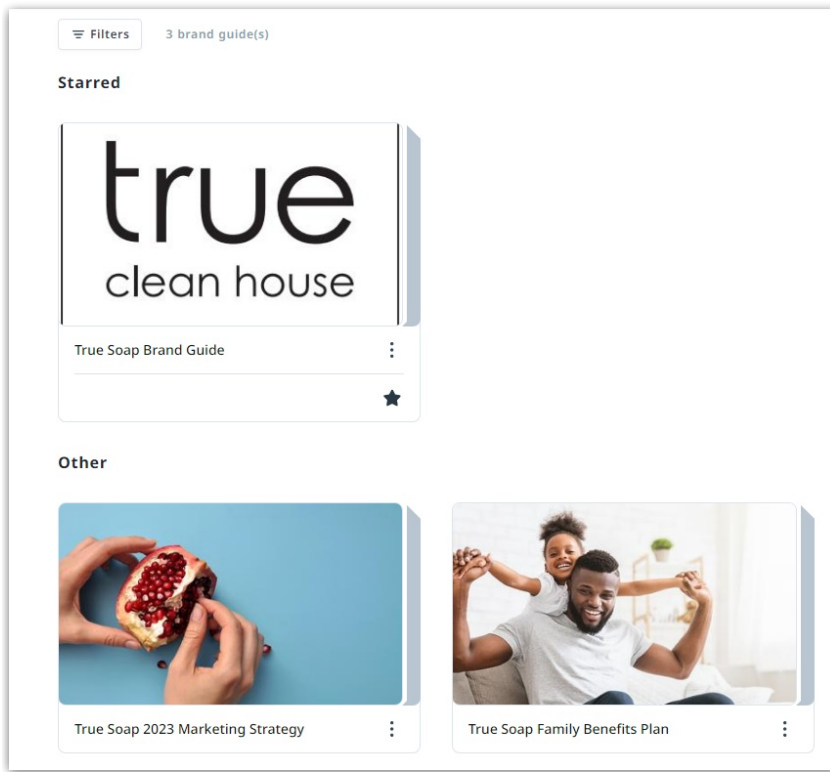 Filters
3 brand guide(s)
Starred
true
clean house
True Soap Brand Guide
Other
True Soap 2023 Marketing Strategy
True Soap Family Benefits Plan